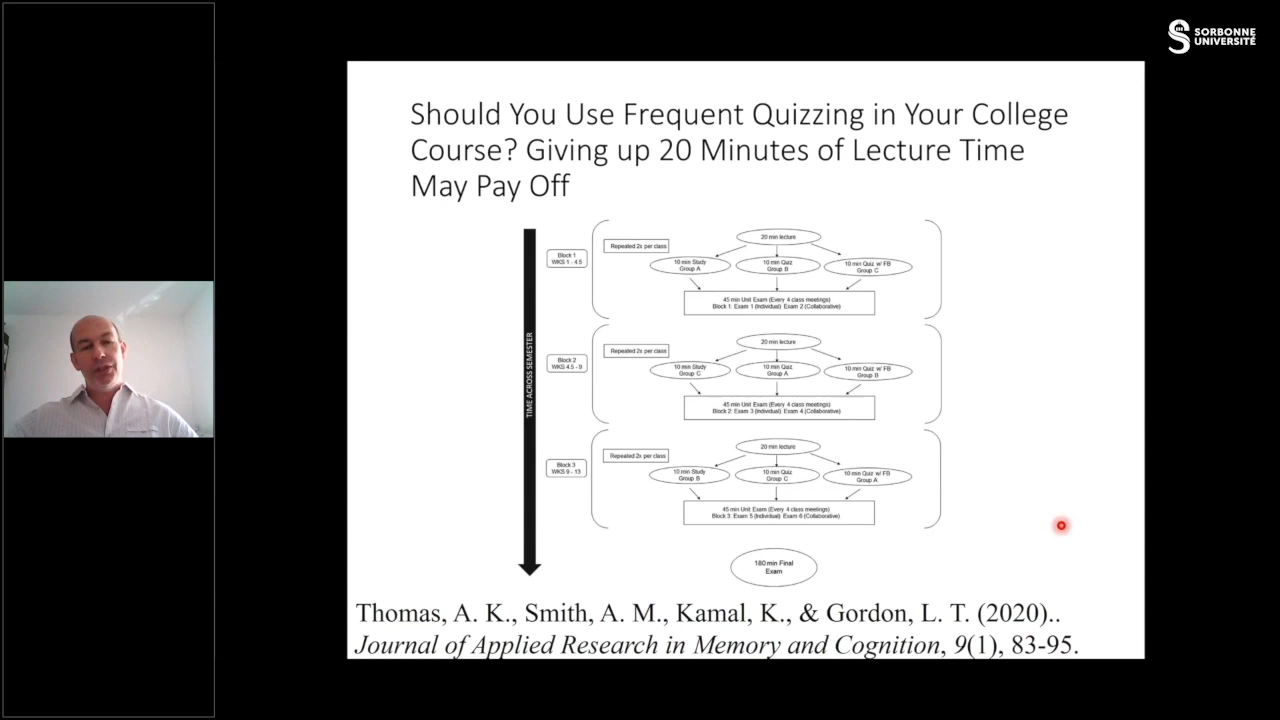 SORBONNE
UNIVERSITÉ
Should You Use Frequent Quizzing in Your College
Course? Giving up 20 Minutes of Lecture Time
May Pay Off
TIME ACROSS SEMESTER
Block 1
WKS 1 - 4.5
Repeated 2x per class
20 min lecture
10 min Study
Group A
10 min Quiz
Group B
10 min Quiz w/ FB
Group C
45 min Unit Exam (Every 4 class meetings)
Block 1: Exam 1 (Individual) Exam 2 (Collaborative)
Block 2
WKS 4.5 - 9
Repeated 2x per class
20 min lecture
10 min Study
Group C
10 min Quiz
Group A
10 min Quiz w/ FB
Group B
45 min Unit Exam (Every 4 class meetings)
Block 2: Exam 3 (Individual) Exam 4 (Collaborative)
Block 3
WKS 9 - 13
Repeated 2x per class
20 min lecture
10 min Study
Group B
10 min Quiz
Group C
10 min Quiz w/ FB
Group A
45 min Unit Exam (Every 4 class meetings)
Block 3: Exam 5 (Individual) Exam 6 (Collaborative)
180 min Final
Exam
Thomas, A. K., Smith, A. M., Kamal, K., & Gordon, L. T. (2020)..
Journal of Applied Research in Memory and Cognition, 9(1), 83-95.